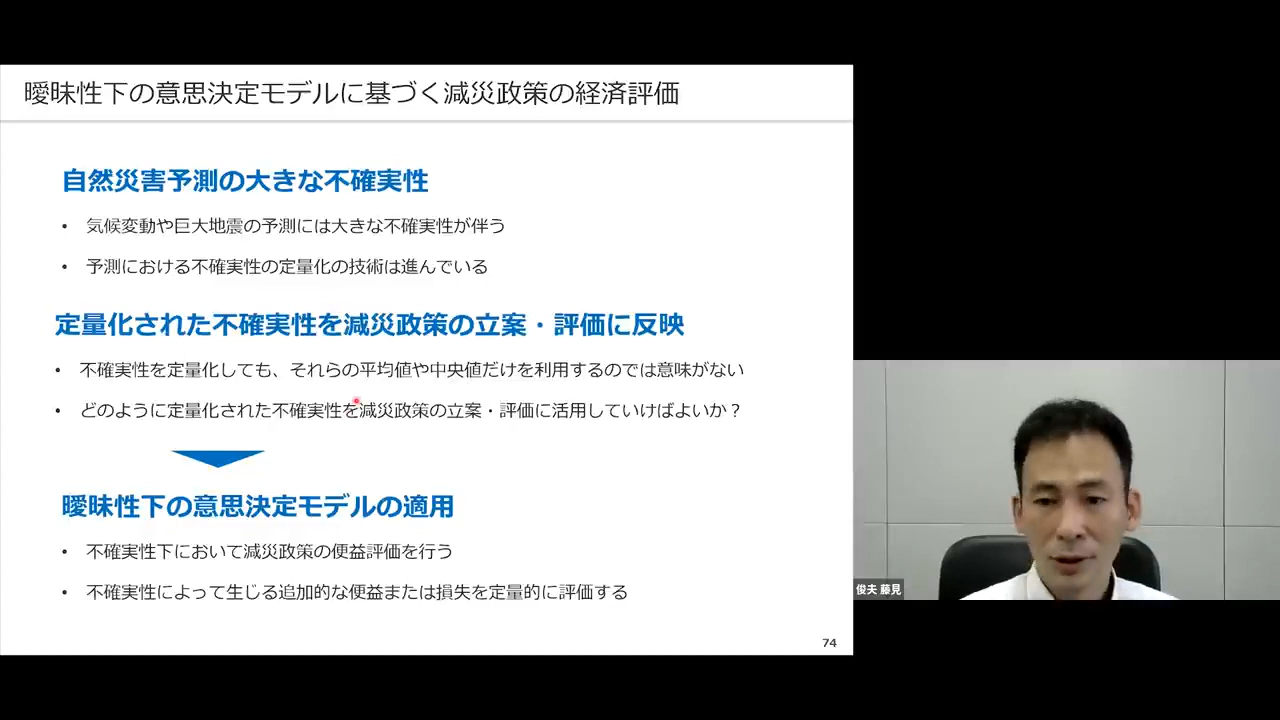 曖昧性下の意思決定モデルに基づく減災政策の経済評価
自然災害予測の大きな不確実性
• 気候変動や巨大地震の予測には大きな不確実性が伴う
• 予測における不確実性の定量化の技術は進んでいる
定量化された不確実性を減災政策の立案・評価に反映
• 不確実性を定量化しても、それらの平均値や中央値だけを利用するのでは意味がない
• どのように定量化された不確実性を減災政策の立案・評価に活用していけばよいか？
曖昧性下の意思決定モデルの適用
• 不確実性下において減災政策の便益評価を行う
• 不確実性によって生じる追加的な便益または損失を定量的に評価する
74
俊夫 藤見